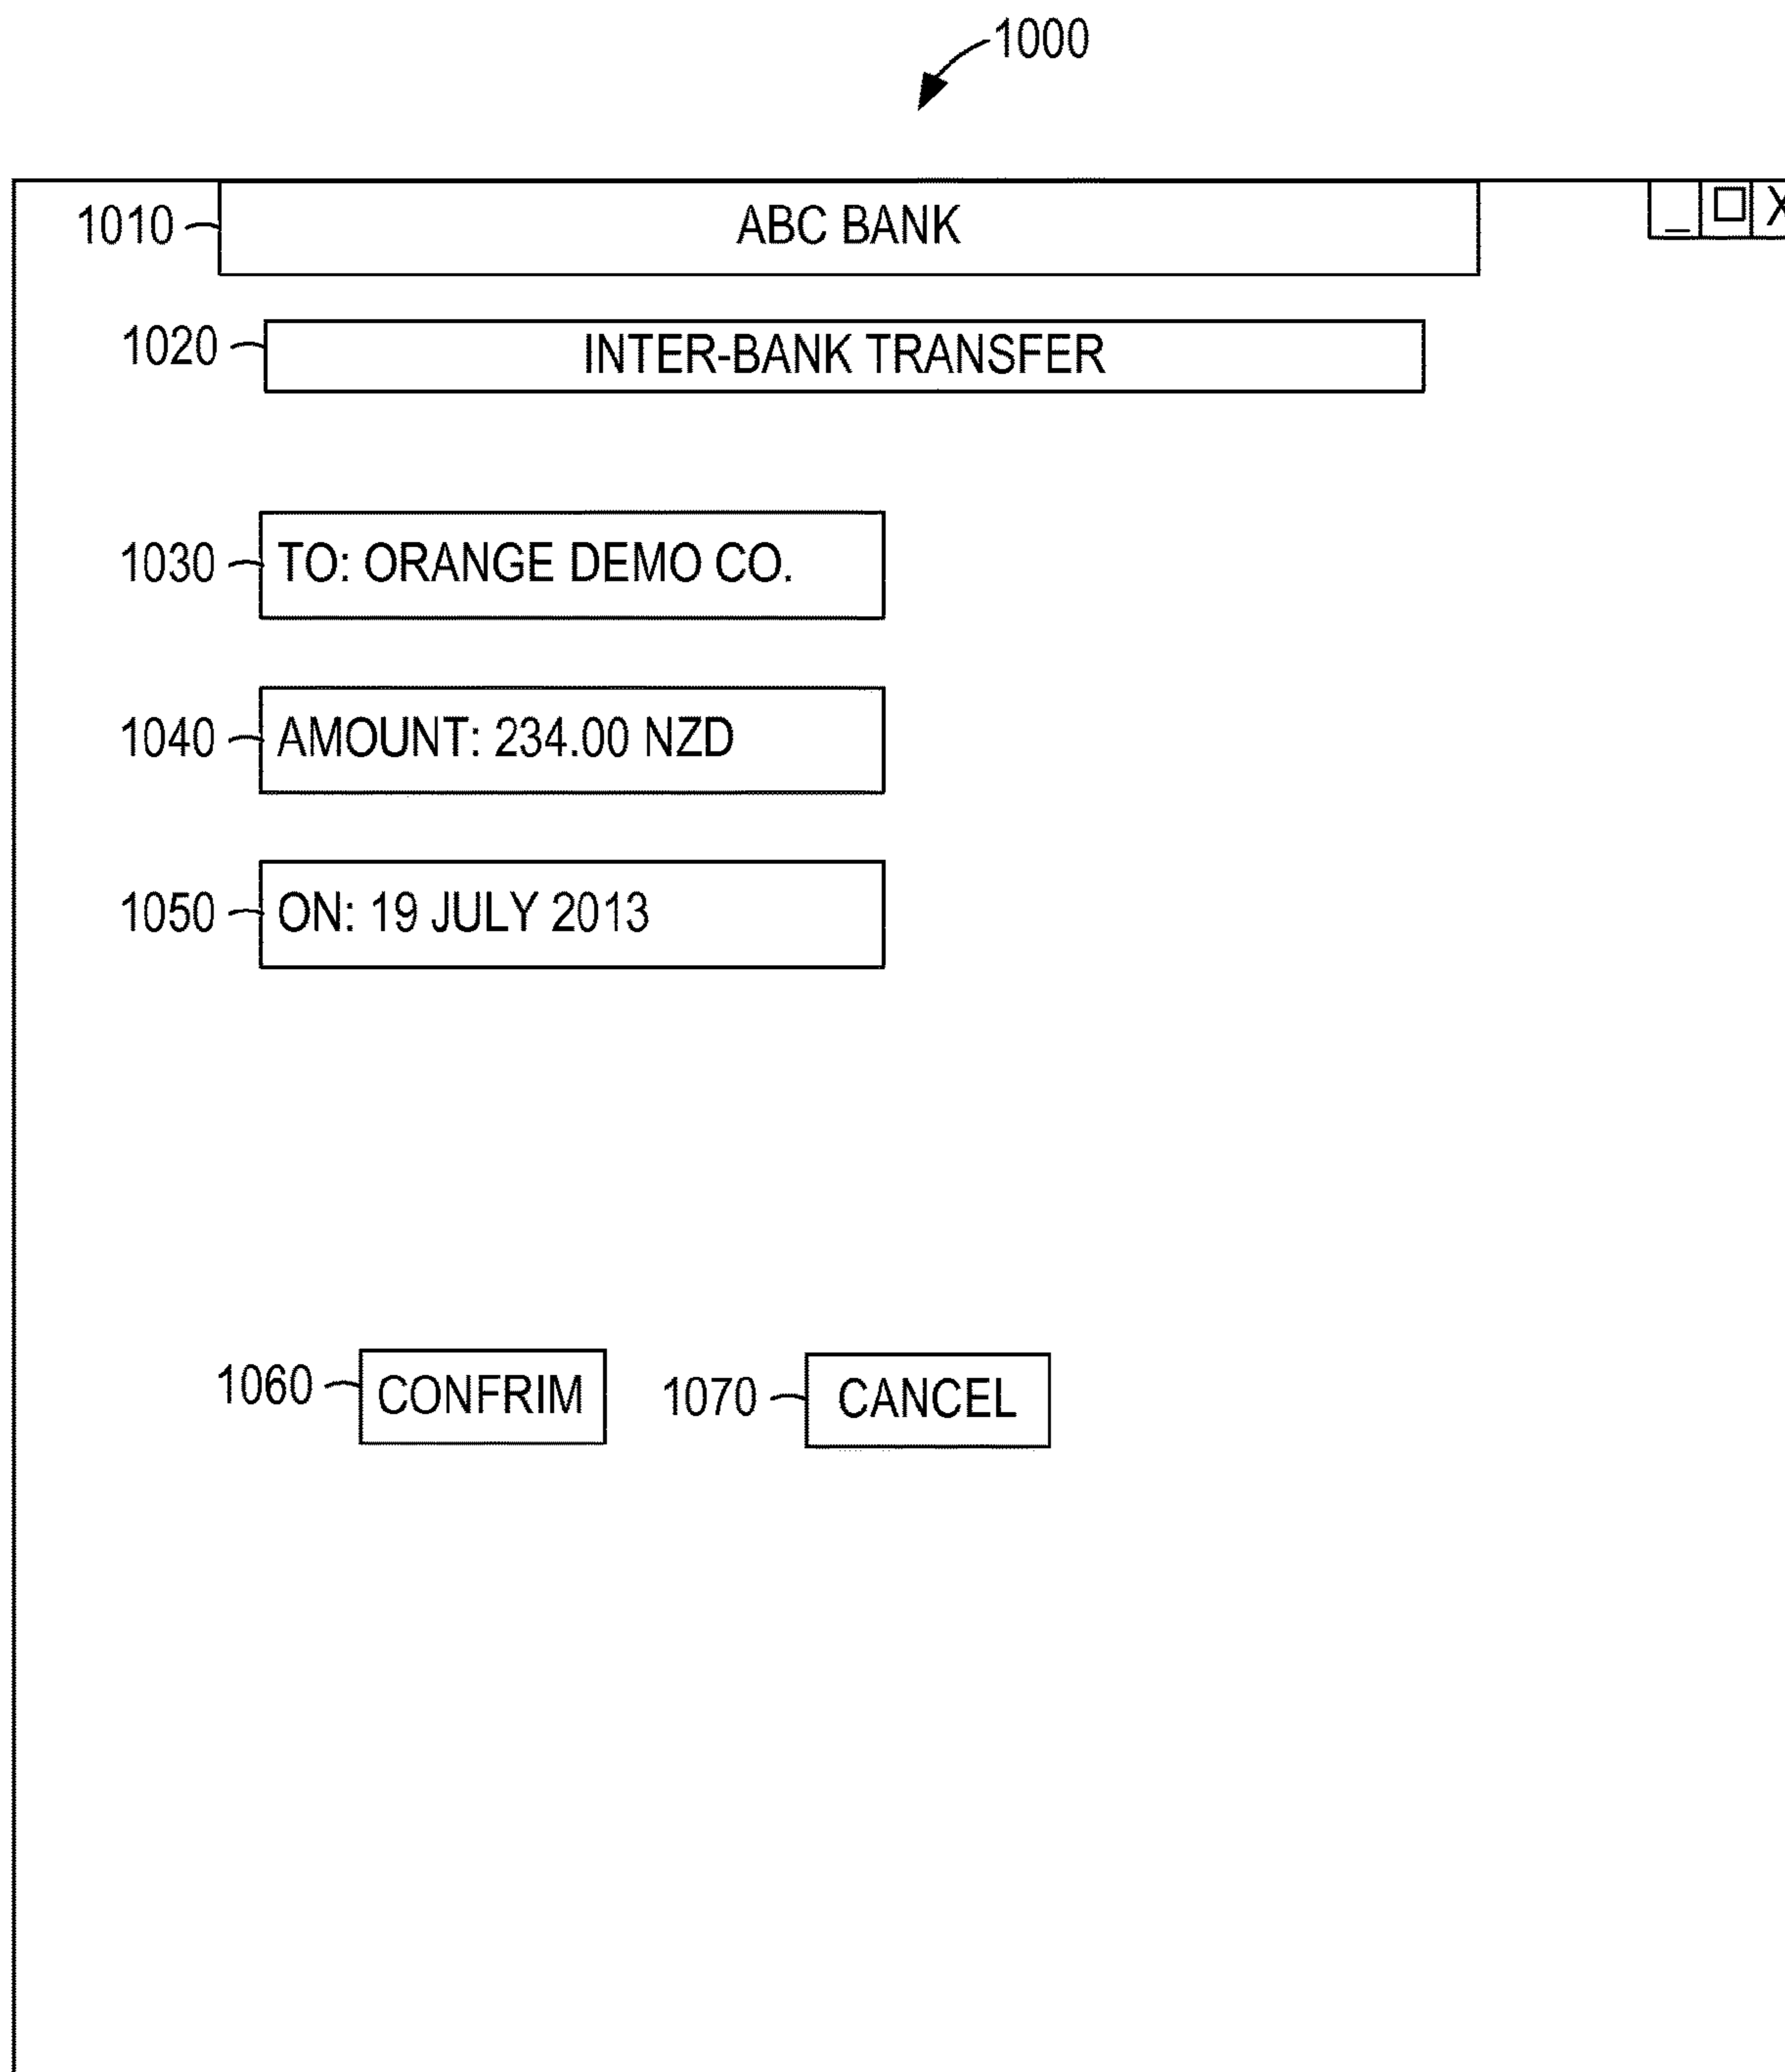 1000
1010 ABC BANK _ □ X
1020 INTER-BANK TRANSFER
1030 TO: ORANGE DEMO CO.
1040 AMOUNT: 234.00 NZD
1050 ON: 19 JULY 2013
1060 CONFRIM 1070 CANCEL